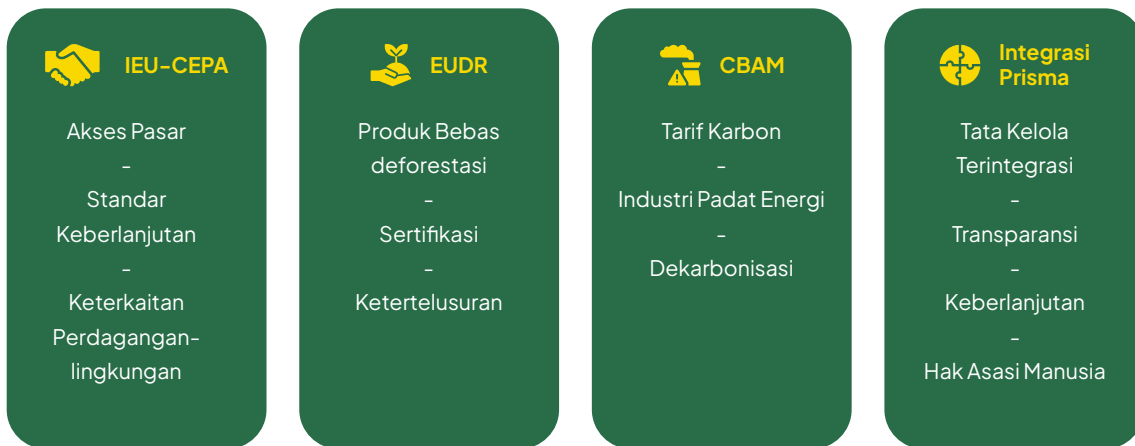 IEU-CEPA
Akses Pasar
-
Standar
Keberlanjutan
-
Keterkaitan
Perdagangan-
lingkungan
EUDR
Produk Bebas
deforestasi
-
Sertifikasi
-
Ketertelusuran
CBAM
Tarif Karbon
-
Industri Padat Energi
-
Dekarbonisasi
Integrasi
Prisma
Tata Kelola
Terintegrasi
-
Transparansi
-
Keberlanjutan
-
Hak Asasi Manusia